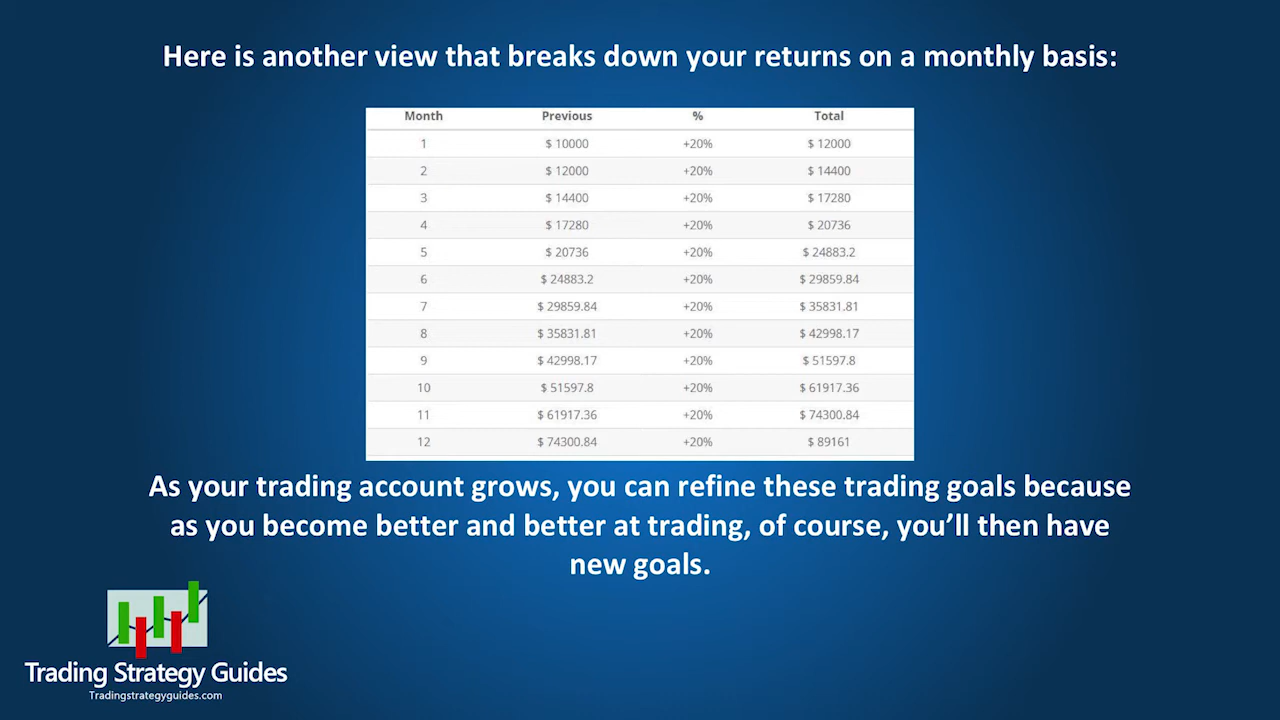 Here is another view that breaks down your returns on a monthly basis:
Month Previous % Total
1 $ 10000 +20% $ 12000
2 $ 12000 +20% $ 14400
3 $ 14400 +20% $ 17280
4 $ 17280 +20% $ 20736
5 $ 20736 +20% $ 24883.2
6 $ 24883.2 +20% $ 29859.84
7 $ 29859.84 +20% $ 35831.81
8 $ 35831.81 +20% $ 42998.17
9 $ 42998.17 +20% $ 51597.8
10 $ 51597.8 +20% $ 61917.36
11 $ 61917.36 +20% $ 74300.84
12 $ 74300.84 +20% $ 89161
As your trading account grows, you can refine these trading goals because
as you become better and better at trading, of course, you’ll then have
new goals.
Trading Strategy Guides
Tradingstrategyguides.com